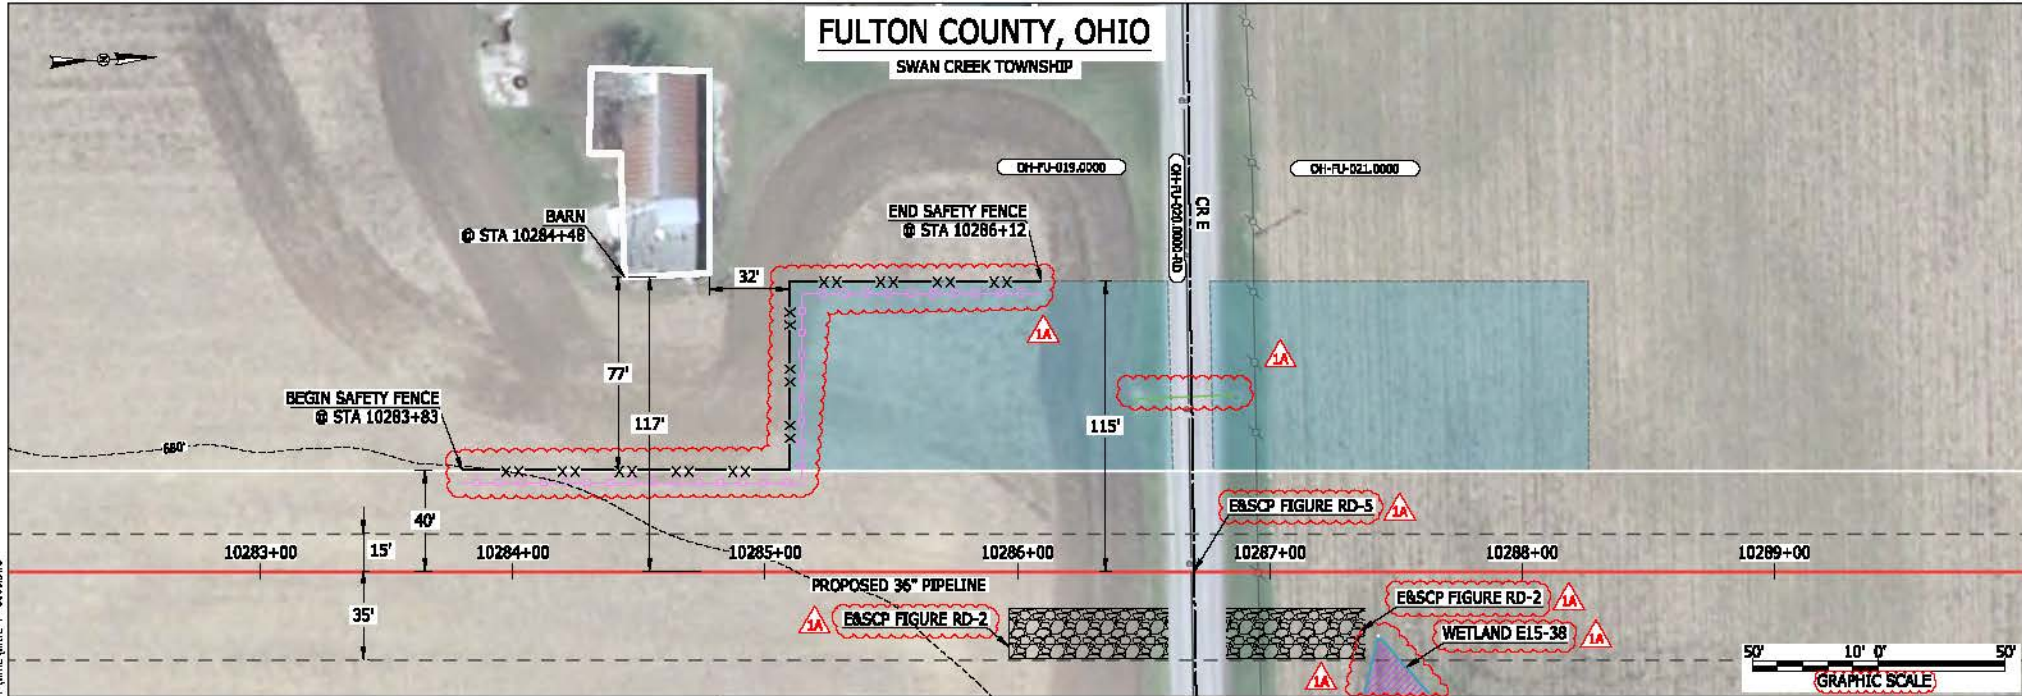 FULTON COUNTY, OHIO
SWAN CREEK TOWNSHIP
OH-FU-019.0000
OH-FU-020.0000-RD
CR E
OH-FU-021.0000
BARN
@ STA 10284+48
END SAFETY FENCE
@ STA 10286+12
32'
1A
1A
77'
117'
115'
BEGIN SAFETY FENCE
@ STA 10283+83
680'
40'
E&SCP FIGURE RD-5
1A
15'
10283+00
10284+00
10285+00
10286+00
10287+00
10288+00
10289+00
PROPOSED 36" PIPELINE
35'
1A
E&SCP FIGURE RD-2
E&SCP FIGURE RD-2
1A
WETLAND E15-38
1A
1A
50' 10' 0' 50'
GRAPHIC SCALE